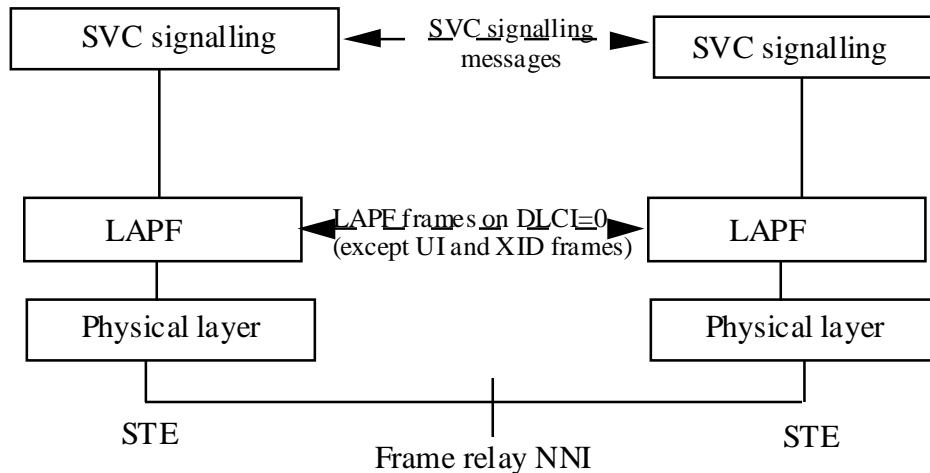 SVC signalling
SVC signalling
messages
SVC signalling
LAPF
LAPF frames on DLCI=0
(except UI and XID frames)
LAPF
Physical layer
Physical layer
STE
Frame relay NNI
STE